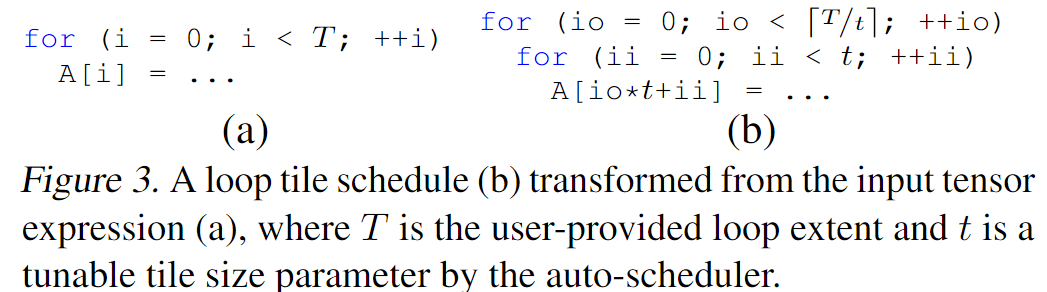 for (i = 0; i < T; ++i)
  A[i] = ...
(a)
for (io = 0; io < ⌈T/t⌉; ++io)
  for (ii = 0; ii < t; ++ii)
    A[io*t+ii] = ...
(b)
Figure 3. A loop tile schedule (b) transformed from the input tensor
expression (a), where T is the user-provided loop extent and t is a
tunable tile size parameter by the auto-scheduler.